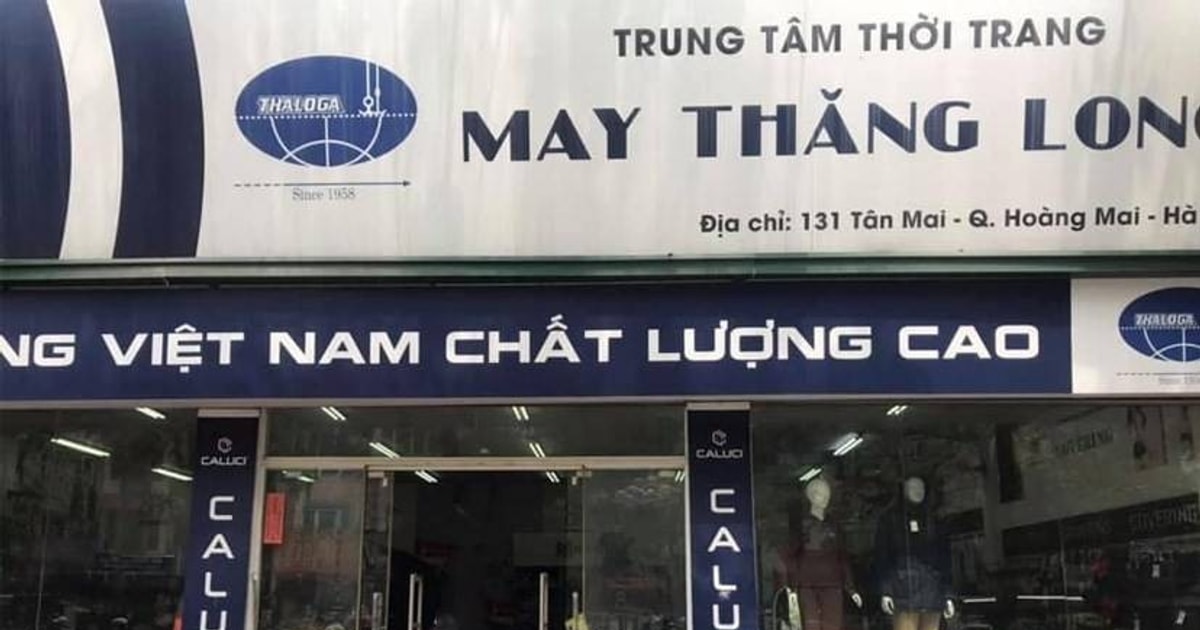 TRUNG TÂM THỜI TRANG
THALOGA
MAY THĂNG LON
Since 1958
Địa chỉ: 131 Tân Mai - Q. Hoàng Mai - Hà
NG VIỆT NAM CHẤT LƯỢNG CAO
THALOGA
CALUCI
CALU
CALUCI
CALU